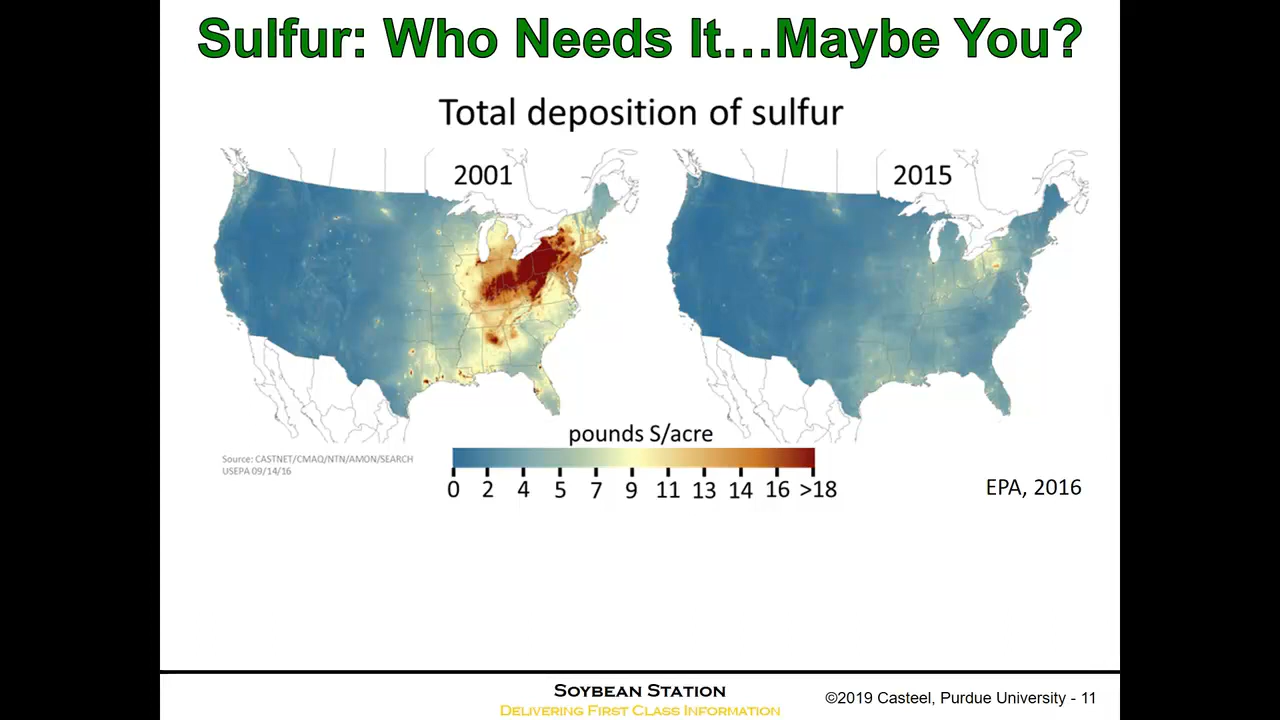 Sulfur: Who Needs It…Maybe You?
Total deposition of sulfur
2001
2015
pounds S/acre
0 2 4 5 7 9 11 13 14 16 >18
Source: CASTNET/CMAQ/NTN/AMON/SEARCH
USEPA 09/14/16
EPA, 2016
Soybean Station
Delivering First Class Information
©2019 Casteel, Purdue University - 11